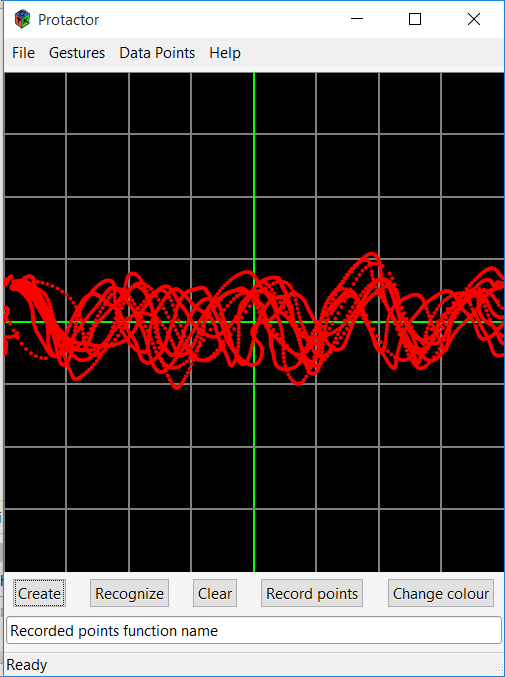 Protactor
File Gestures Data Points Help
Create Recognize Clear Record points Change colour
Recorded points function name
Ready